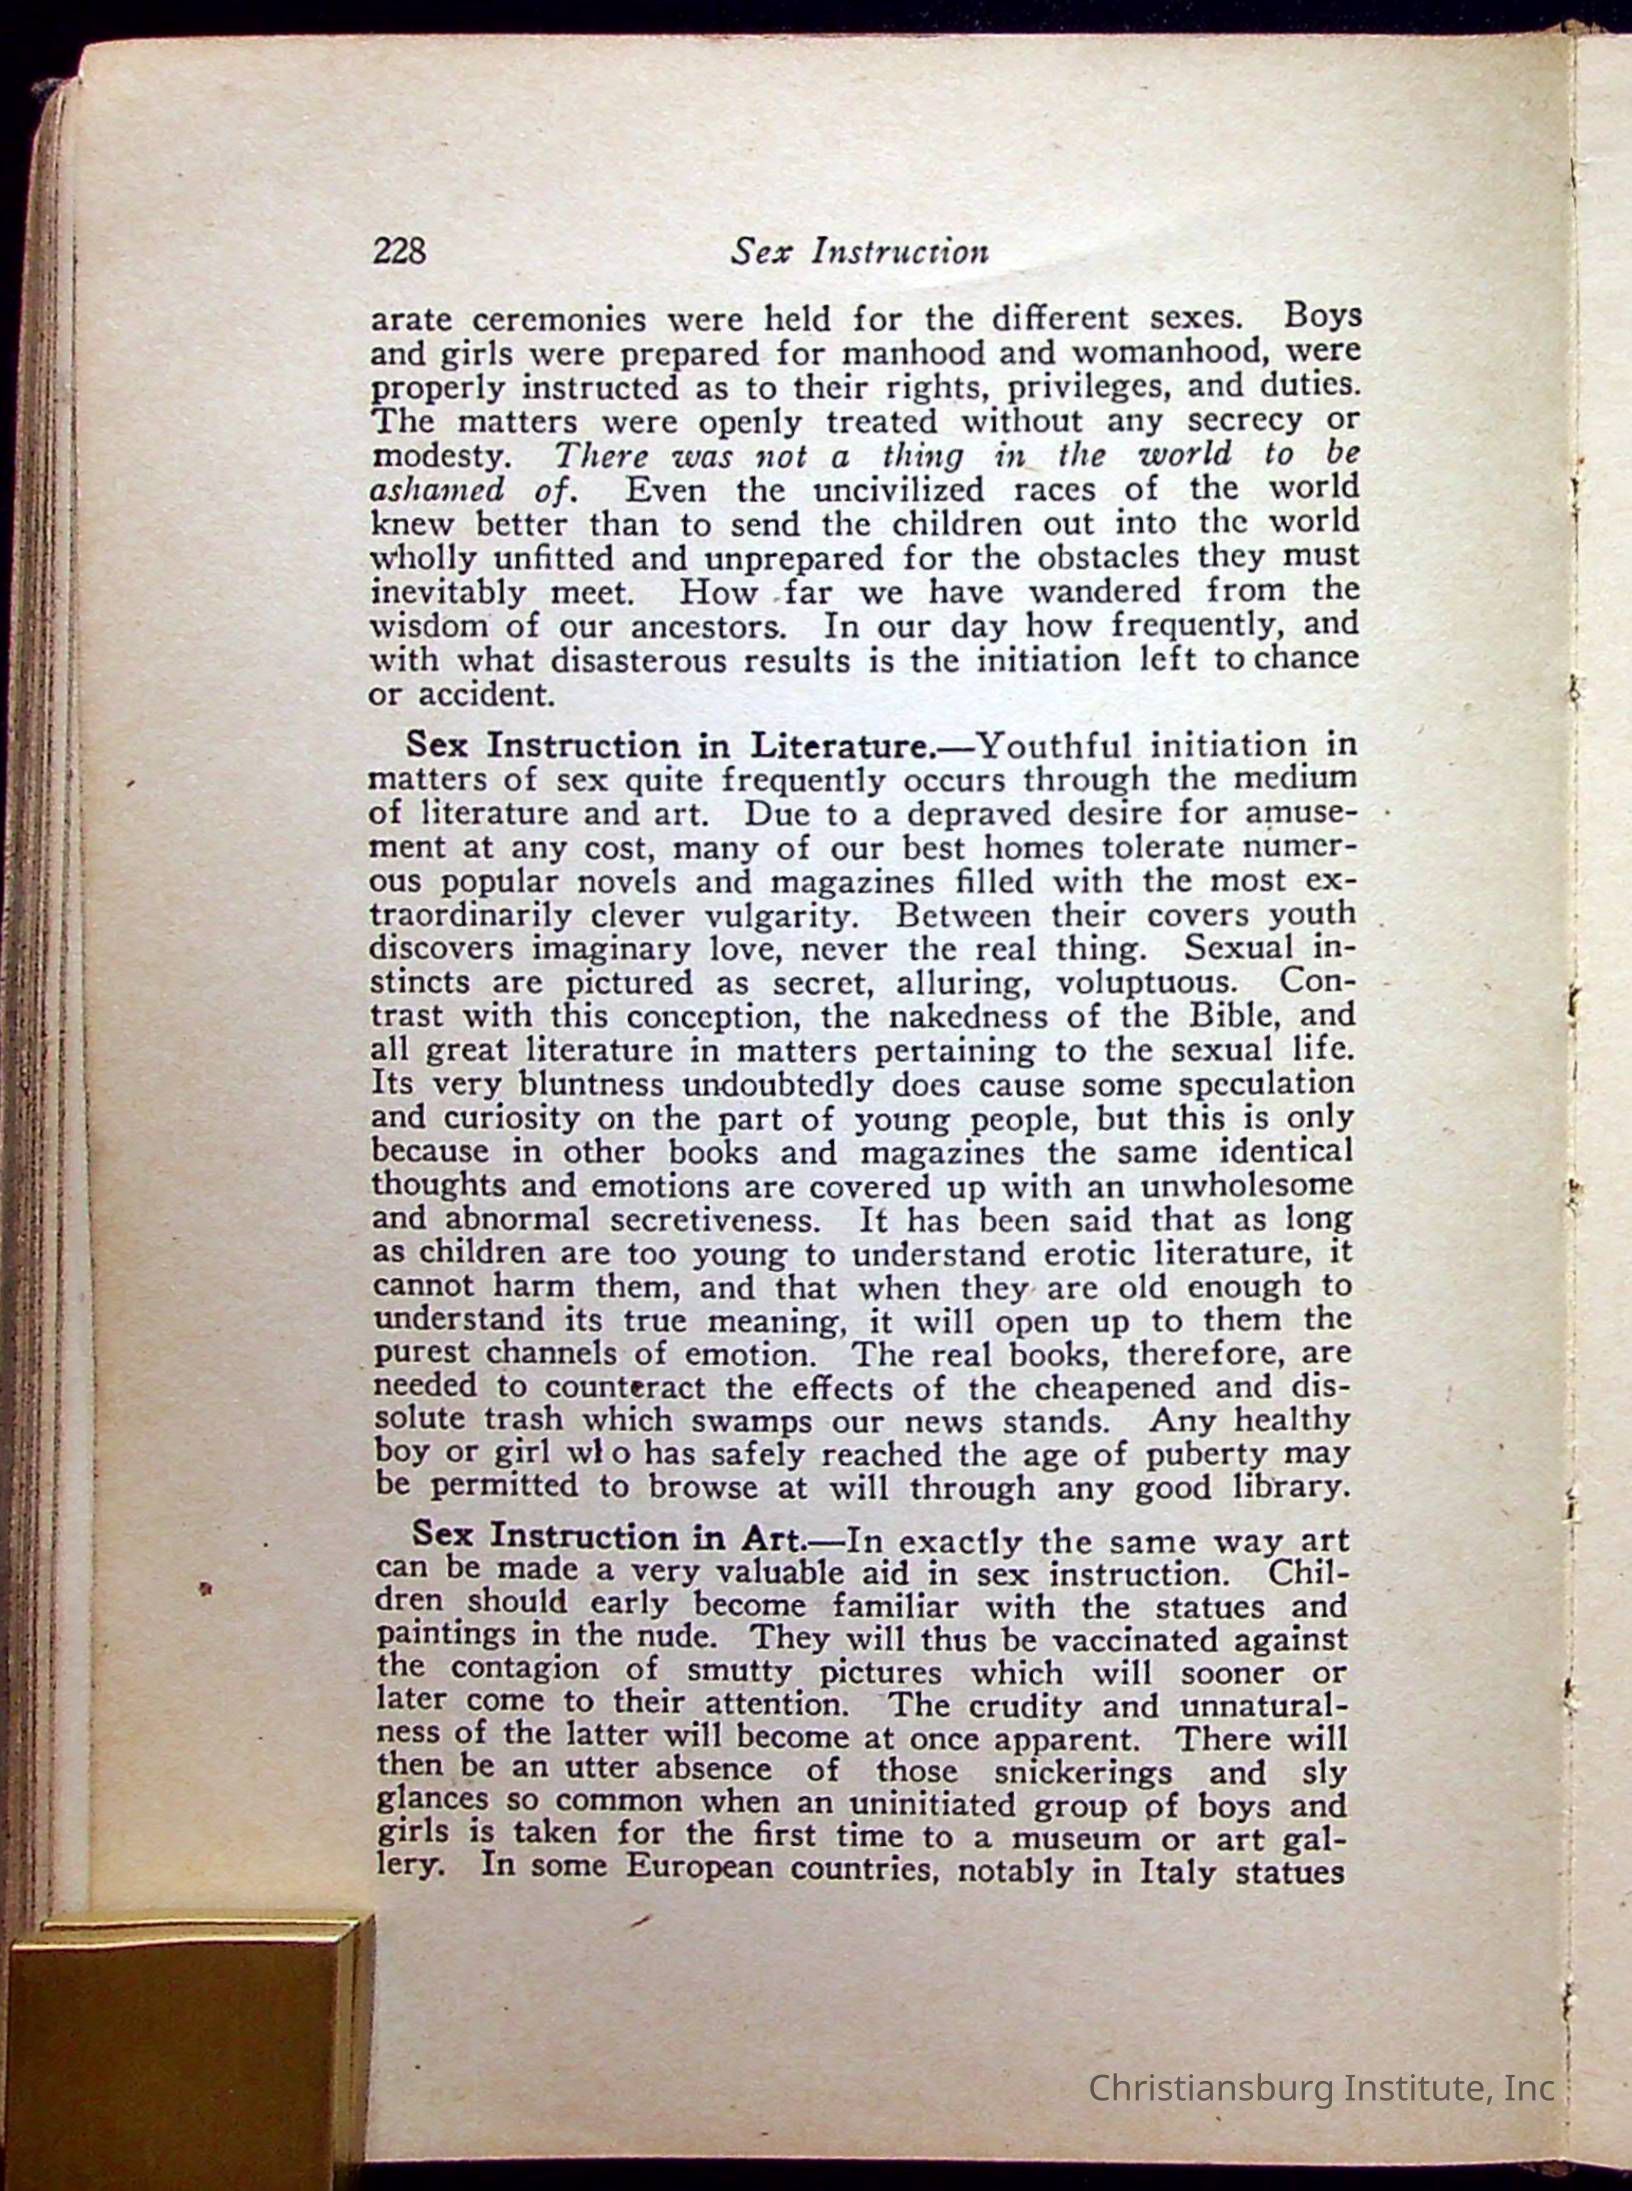 228 Sex Instruction
arate ceremonies were held for the different sexes. Boys
and girls were prepared for manhood and womanhood, were
properly instructed as to their rights, privileges, and duties.
The matters were openly treated without any secrecy or
modesty. There was not a thing in the world to be
ashamed of. Even the uncivilized races of the world
knew better than to send the children out into the world
wholly unfitted and unprepared for the obstacles they must
inevitably meet. How far we have wandered from the
wisdom of our ancestors. In our day how frequently, and
with what disasterous results is the initiation left to chance
or accident.
Sex Instruction in Literature.—Youthful initiation in
matters of sex quite frequently occurs through the medium
of literature and art. Due to a depraved desire for amuse-
ment at any cost, many of our best homes tolerate numer-
ous popular novels and magazines filled with the most ex-
traordinarily clever vulgarity. Between their covers youth
discovers imaginary love, never the real thing. Sexual in-
stincts are pictured as secret, alluring, voluptuous. Con-
trast with this conception, the nakedness of the Bible, and
all great literature in matters pertaining to the sexual life.
Its very bluntness undoubtedly does cause some speculation
and curiosity on the part of young people, but this is only
because in other books and magazines the same identical
thoughts and emotions are covered up with an unwholesome
and abnormal secretiveness. It has been said that as long
as children are too young to understand erotic literature, it
cannot harm them, and that when they are old enough to
understand its true meaning, it will open up to them the
purest channels of emotion. The real books, therefore, are
needed to counteract the effects of the cheapened and dis-
solute trash which swamps our news stands. Any healthy
boy or girl who has safely reached the age of puberty may
be permitted to browse at will through any good library.
Sex Instruction in Art.—In exactly the same way art
can be made a very valuable aid in sex instruction. Chil-
dren should early become familiar with the statues and
paintings in the nude. They will thus be vaccinated against
the contagion of smutty pictures which will sooner or
later come to their attention. The crudity and unnatural-
ness of the latter will become at once apparent. There will
then be an utter absence of those snickerings and sly
glances so common when an uninitiated group of boys and
girls is taken for the first time to a museum or art gal-
lery. In some European countries, notably in Italy statues
Christiansburg Institute, Inc